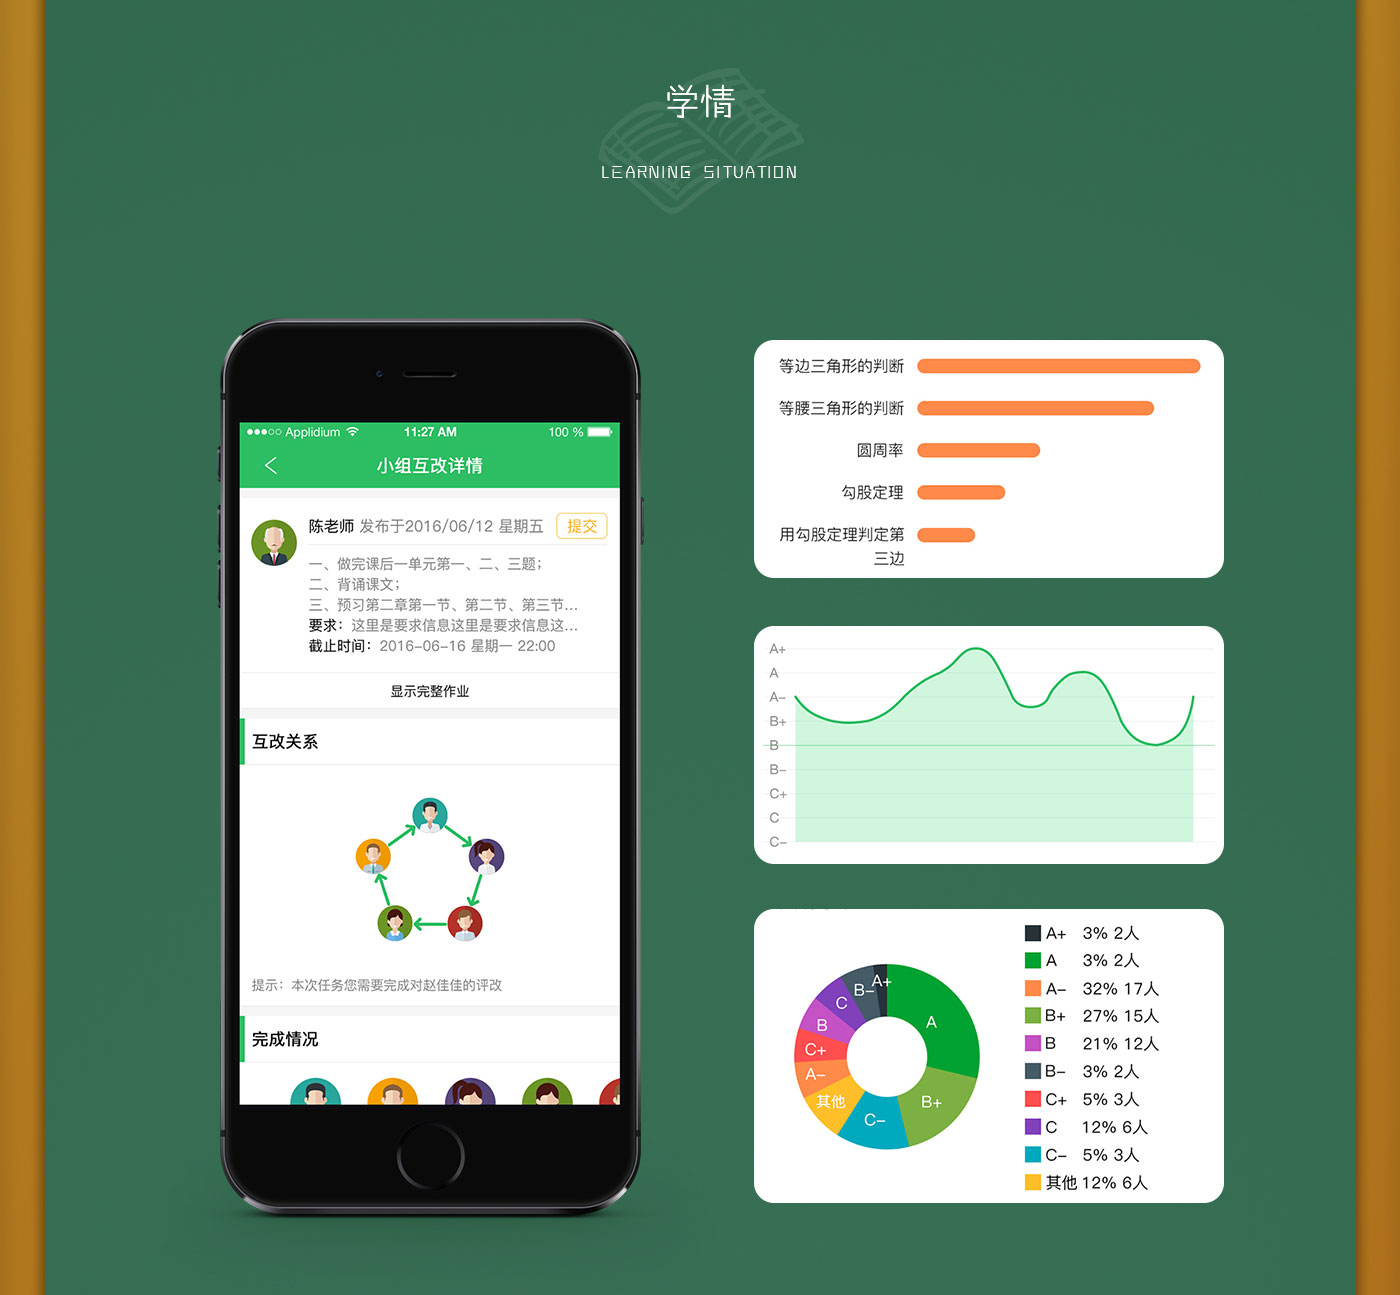 学情
LEARNING SITUATION
Applidium
11:27 AM
100 %
小组互改详情
陈老师 发布于2016/06/12 星期五
提交
一、做完课后一单元第一、二、三题；
二、背诵课文；
三、预习第二章第一节、第二节、第三节...
要求：这里是要求信息这里是要求信息这...
截止时间：2016-06-16 星期一 22:00
显示完整作业
互改关系
提示：本次任务您需要完成对赵佳佳的评改
完成情况
等边三角形的判断
等腰三角形的判断
圆周率
勾股定理
用勾股定理判定第
三边
A+
A
A-
B+
B
B-
C+
C
C-
A+
A
B+
C-
其他
A-
C+
B
C
B-
A+ 3% 2人
A 3% 2人
A- 32% 17人
B+ 27% 15人
B 21% 12人
B- 3% 2人
C+ 5% 3人
C 12% 6人
C- 5% 3人
其他 12% 6人